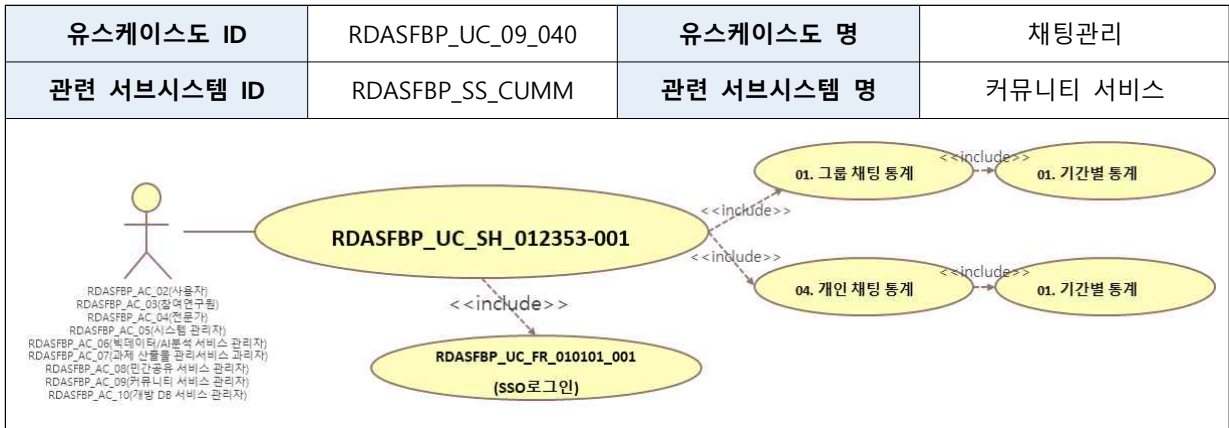 유스케이스도 ID RDASFBP_UC_09_040 유스케이스도 명 채팅관리
관련 서브시스템 ID RDASFBP_SS_CUMM 관련 서브시스템 명 커뮤니티 서비스
<<include>>
01. 그룹 채팅 통계
01. 기간별 통계
<<include>>
RDASFBP_UC_SH_012353-001
<<include>>
<<include>>
04. 개인 채팅 통계
01. 기간별 통계
<<include>>
RDASFBP_UC_FR_010101_001
(SSO로그인)
RDASFBP_AC_02(사용자)
RDASFBP_AC_03(참여연구원)
RDASFBP_AC_04(전문가)
RDASFBP_AC_05(시스템 관리자)
RDASFBP_AC_06(빅데이터/AI분석 서비스 관리자)
RDASFBP_AC_07(과제 산출물 관리서비스 과리자)
RDASFBP_AC_08(민간공유 서비스 관리자)
RDASFBP_AC_09(커뮤니티 서비스 관리자)
RDASFBP_AC_10(개방 DB 서비스 관리자)